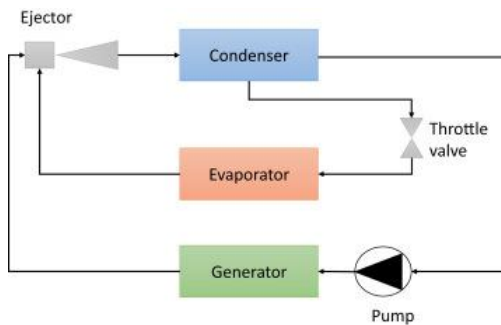 Ejector
Condenser
Throttle
valve
Evaporator
Generator
Pump